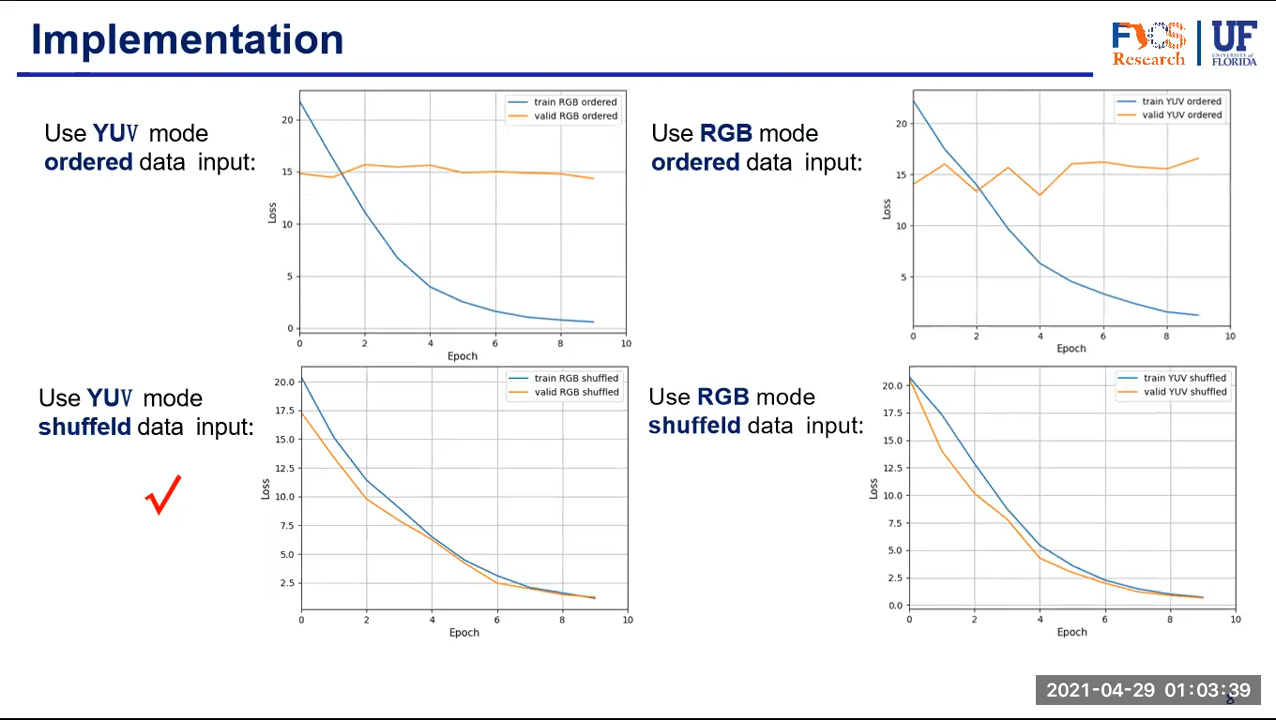 Implementation
F CS
Research
UF
UNIVERSITY of
FLORIDA
Use YUV mode
ordered data input:
train RGB ordered
valid RGB ordered
20
15
10
5
0
Loss
0 2 4 6 8 10
Epoch
Use RGB mode
ordered data input:
train YUV ordered
valid YUV ordered
20
15
10
5
Loss
0 2 4 6 8 10
Epoch
Use YUV mode
shuffeld data input:
train RGB shuffled
valid RGB shuffled
20.0
17.5
15.0
12.5
10.0
7.5
5.0
2.5
Loss
0 2 4 6 8 10
Epoch
Use RGB mode
shuffeld data input:
train YUV shuffled
valid YUV shuffled
20.0
17.5
15.0
12.5
10.0
7.5
5.0
2.5
0.0
Loss
0 2 4 6 8 10
Epoch
2021-04-29 01:03:39
8